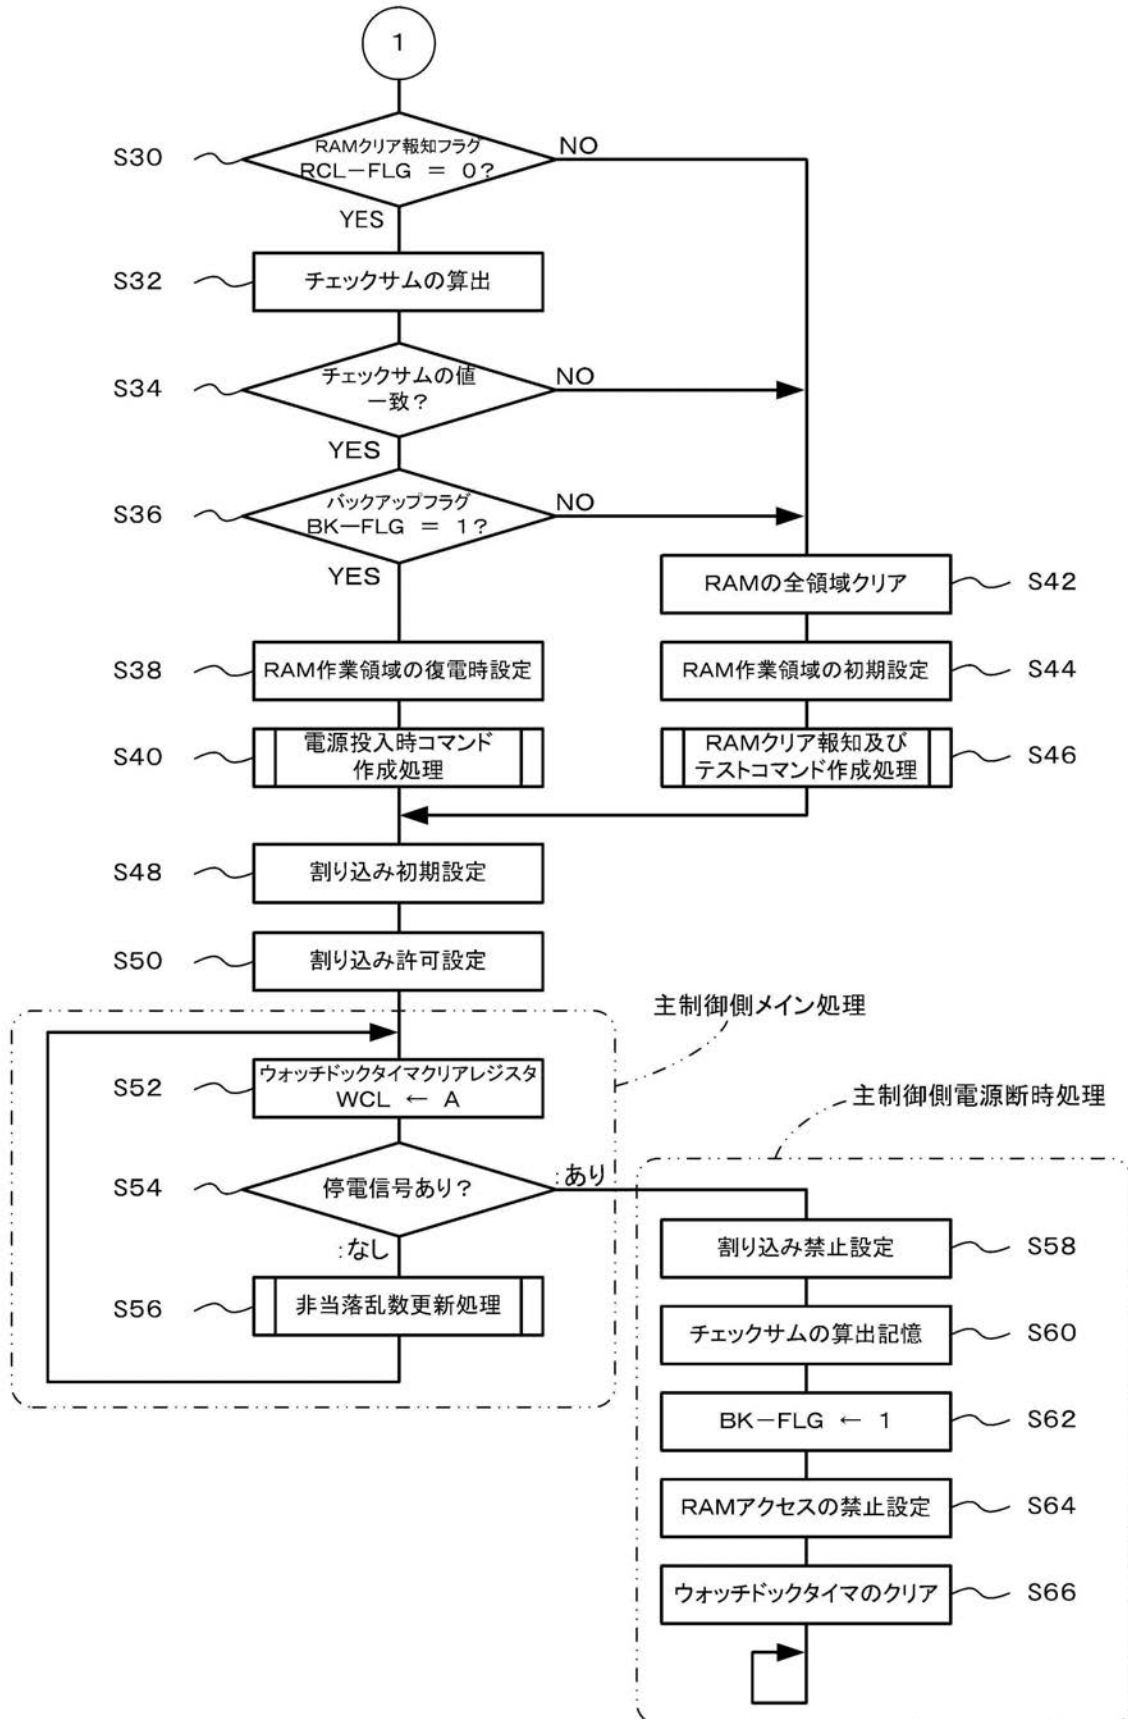 1
S30
RAMクリア報知フラグ
RCL-FLG = 0?
NO
YES
S32
チェックサムの算出
S34
チェックサムの値
一致?
NO
YES
S36
バックアップフラグ
BK-FLG = 1?
NO
YES
RAMの全領域クリア
S42
S38
RAM作業領域の復電時設定
RAM作業領域の初期設定
S44
S40
電源投入時コマンド
作成処理
RAMクリア報知及び
テストコマンド作成処理
S46
S48
割り込み初期設定
S50
割り込み許可設定
主制御側メイン処理
S52
ウォッチドックタイマクリアレジスタ
WCL ← A
主制御側電源断時処理
S54
停電信号あり?
:あり
:なし
S56
非当落乱数更新処理
割り込み禁止設定
S58
チェックサムの算出記憶
S60
BK-FLG ← 1
S62
RAMアクセスの禁止設定
S64
ウォッチドックタイマのクリア
S66